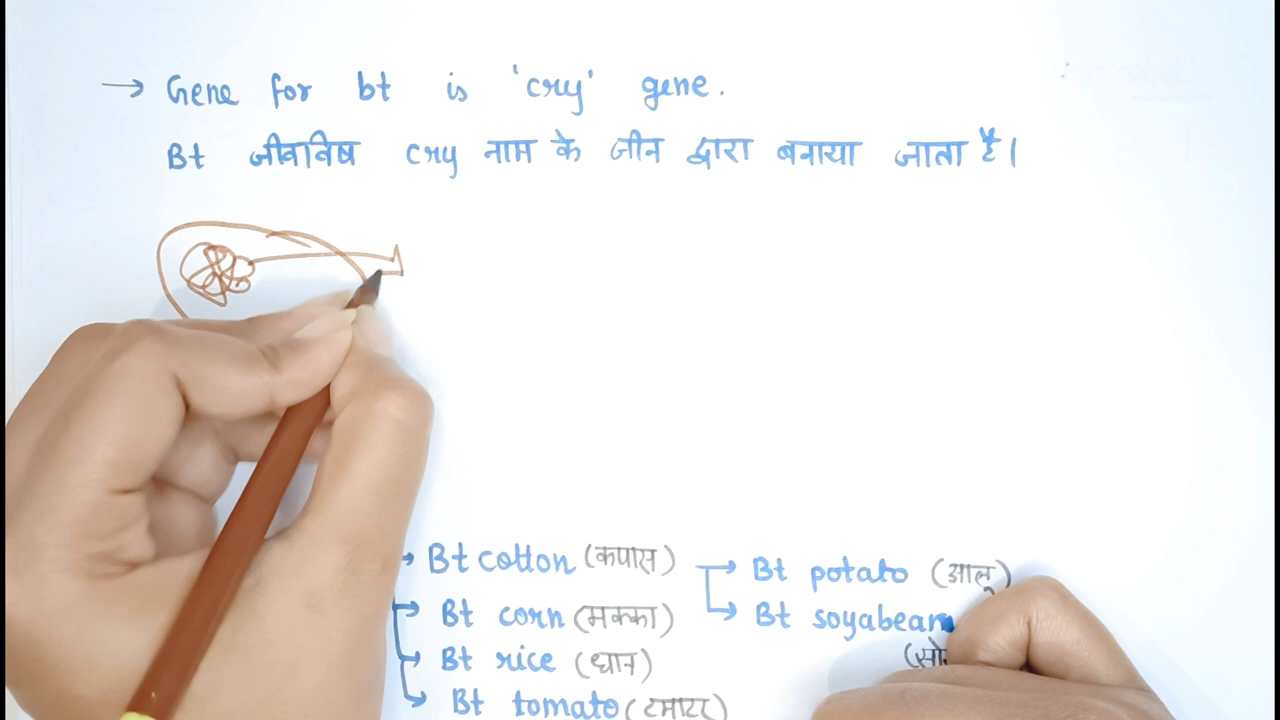 → Gene for bt is 'cry' gene.
Bt जीवविष cry नाम के जीन द्वारा बनाया जाता है।
→ Bt cotton (कपास)
→ Bt corn (मक्का)
→ Bt rice (धान)
→ Bt tomato (टमाटर)
→ Bt potato (आलू)
→ Bt soyabean